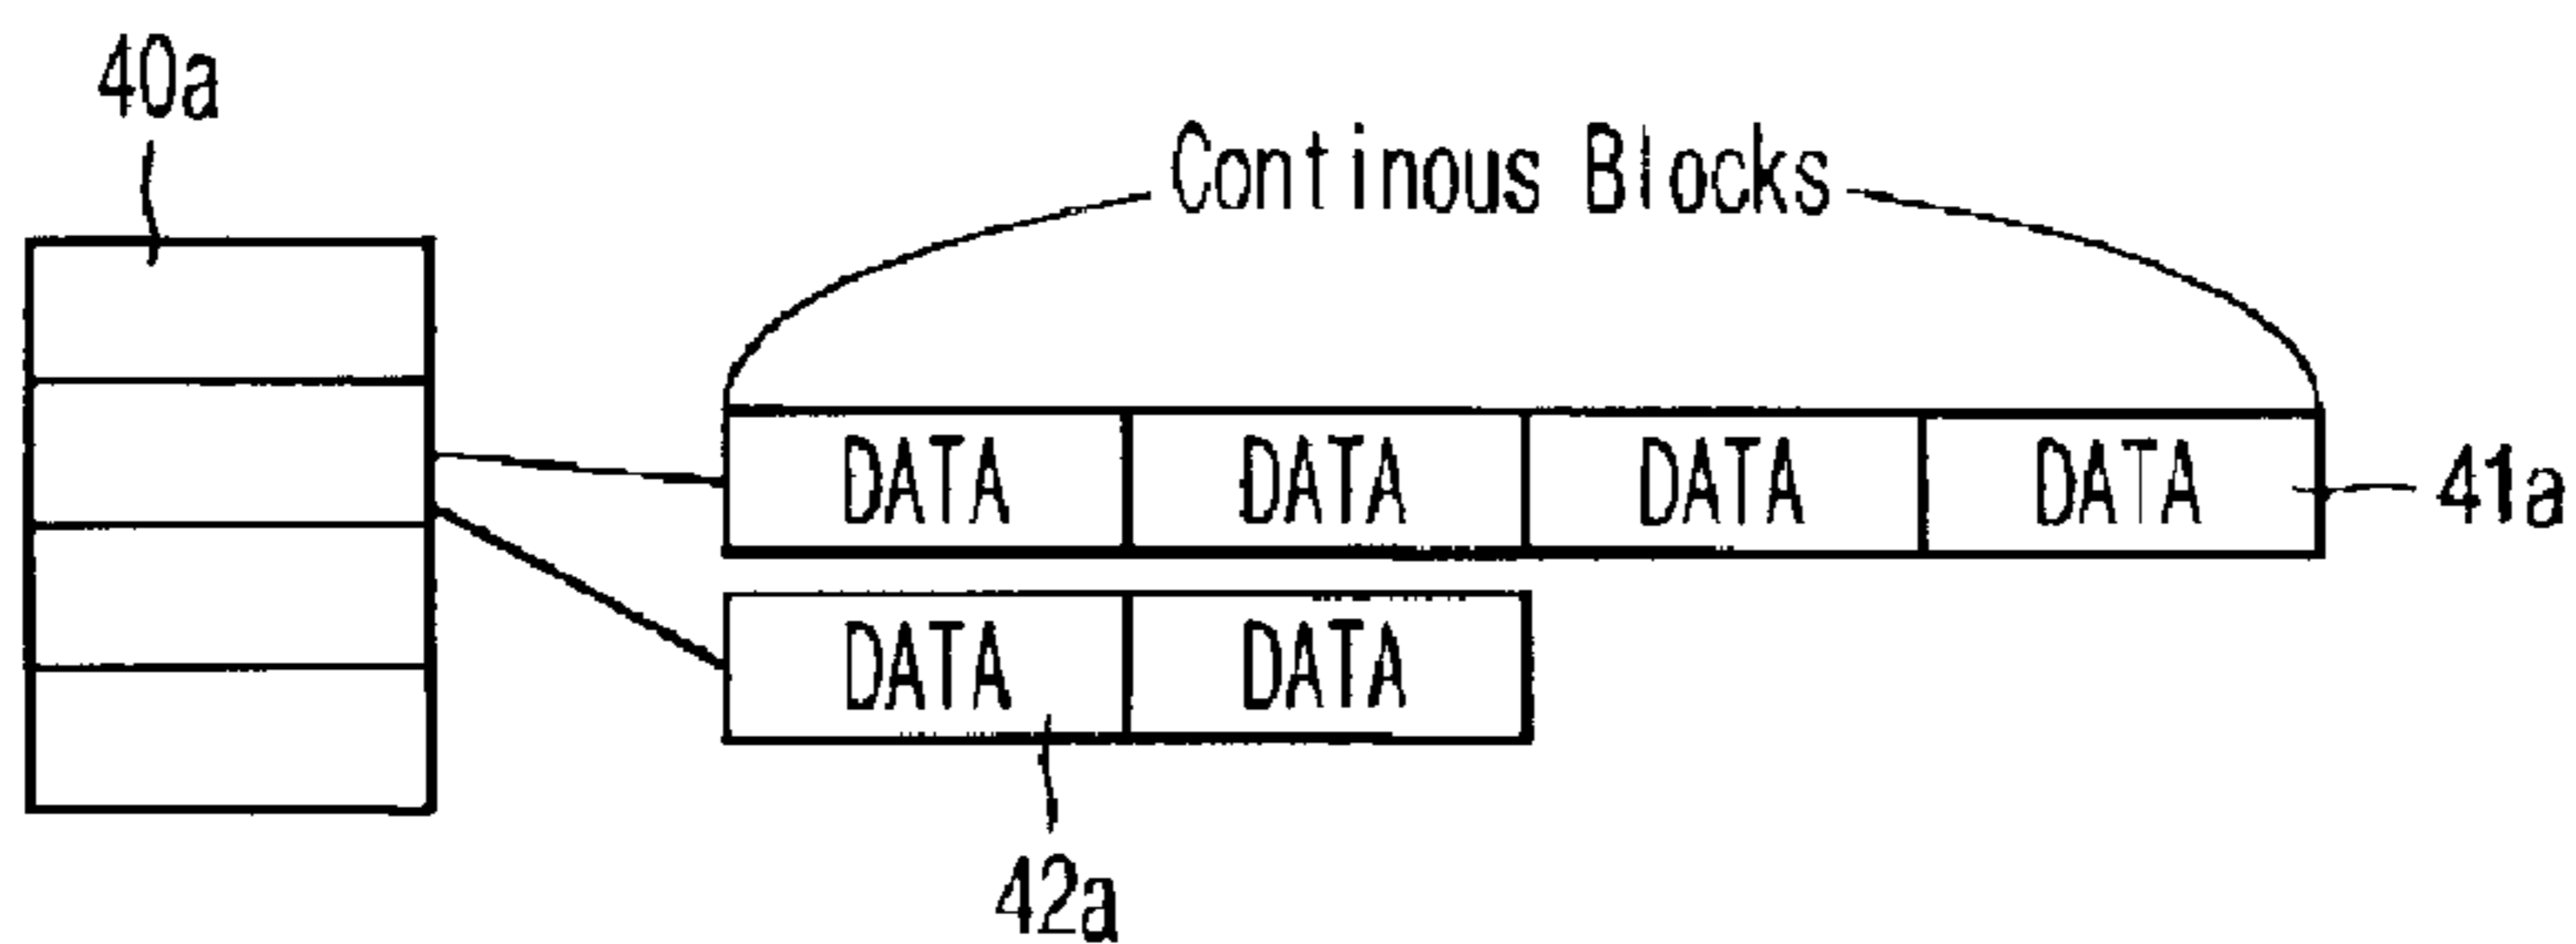 40a
Continous Blocks
DATA DATA DATA DATA 41a
DATA DATA
42a